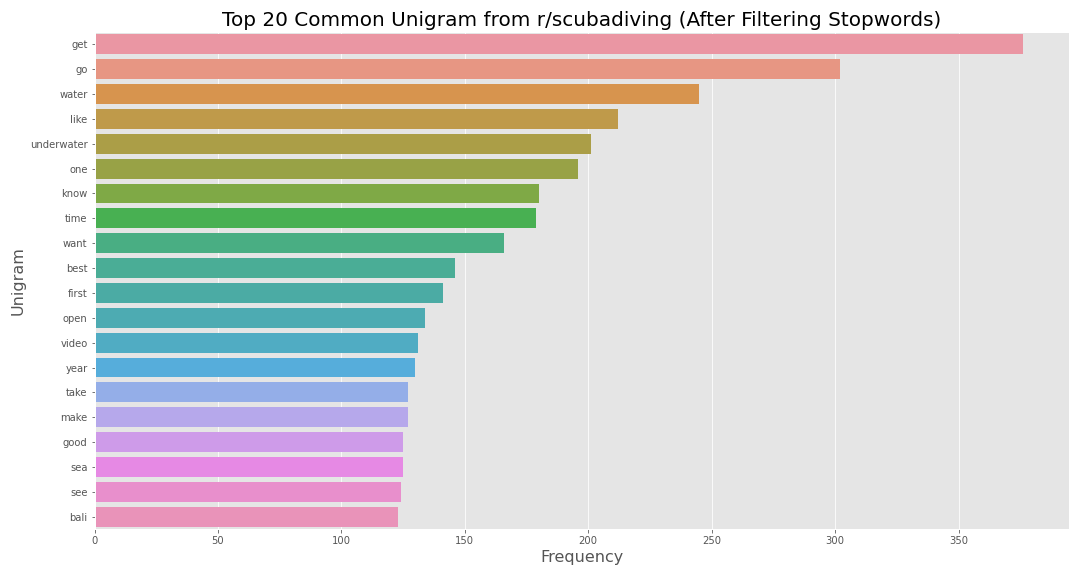 Top 20 Common Unigram from r/scubadiving (After Filtering Stopwords)
get
go
water
like
underwater
one
know
time
want
best
first
open
video
year
take
make
good
sea
see
bali
Unigram
0 50 100 150 200 250 300 350
Frequency